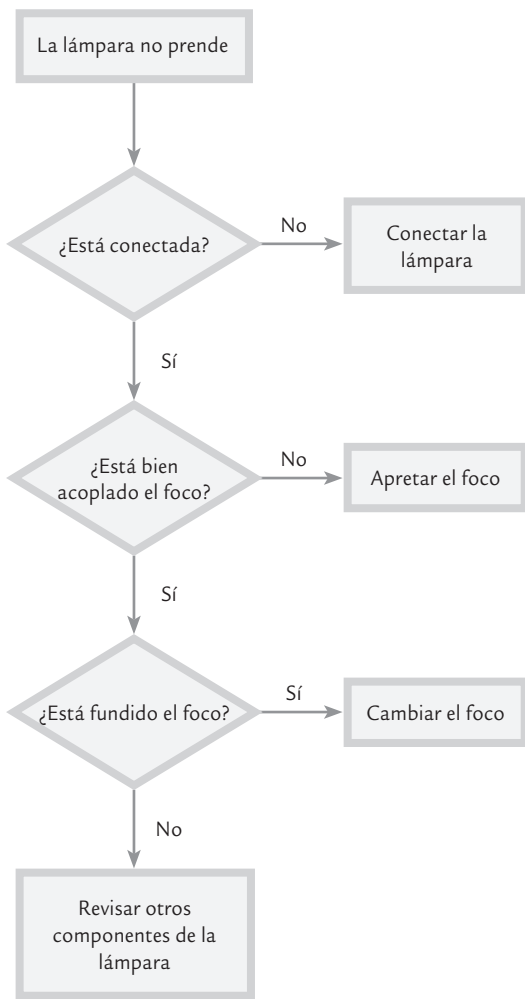 La lámpara no prende
¿Está conectada?
No
Conectar la
lámpara
Sí
¿Está bien
acoplado el foco?
No
Apretar el foco
Sí
¿Está fundido el foco?
Sí
Cambiar el foco
No
Revisar otros
componentes de la
lámpara